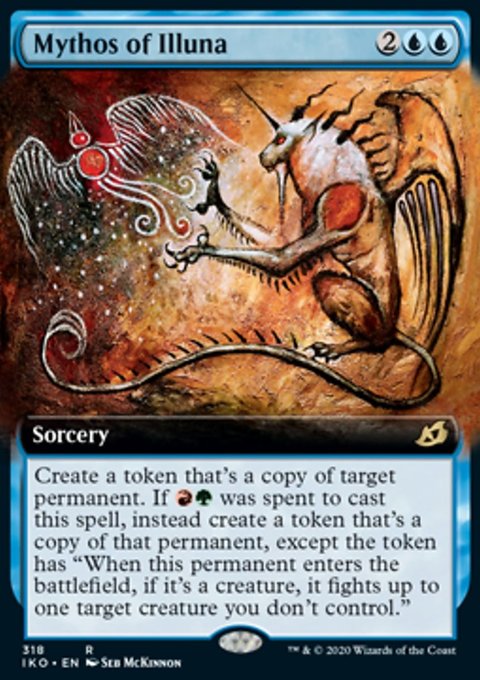 Mythos of Illuna 2
Sorcery
Create a token that's a copy of target
permanent. If was spent to cast
this spell, instead create a token that's a
copy of that permanent, except the token
has “When this permanent enters the
battlefield, if it's a creature, it fights up to
one target creature you don't control.”
318 R
IKO • EN Seb McKinnon
™ & © 2020 Wizards of the Coast